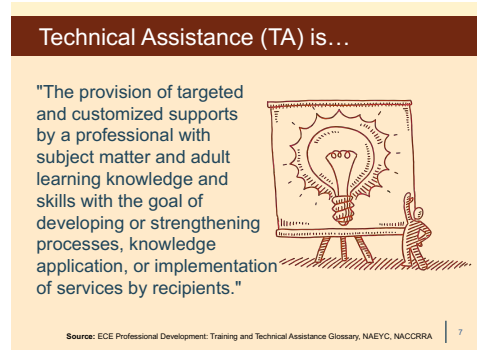 Technical Assistance (TA) is…
"The provision of targeted
and customized supports
by a professional with
subject matter and adult
learning knowledge and
skills with the goal of
developing or strengthening
processes, knowledge
application, or implementation
of services by recipients."
Source: ECE Professional Development: Training and Technical Assistance Glossary, NAEYC, NACCRRA
7